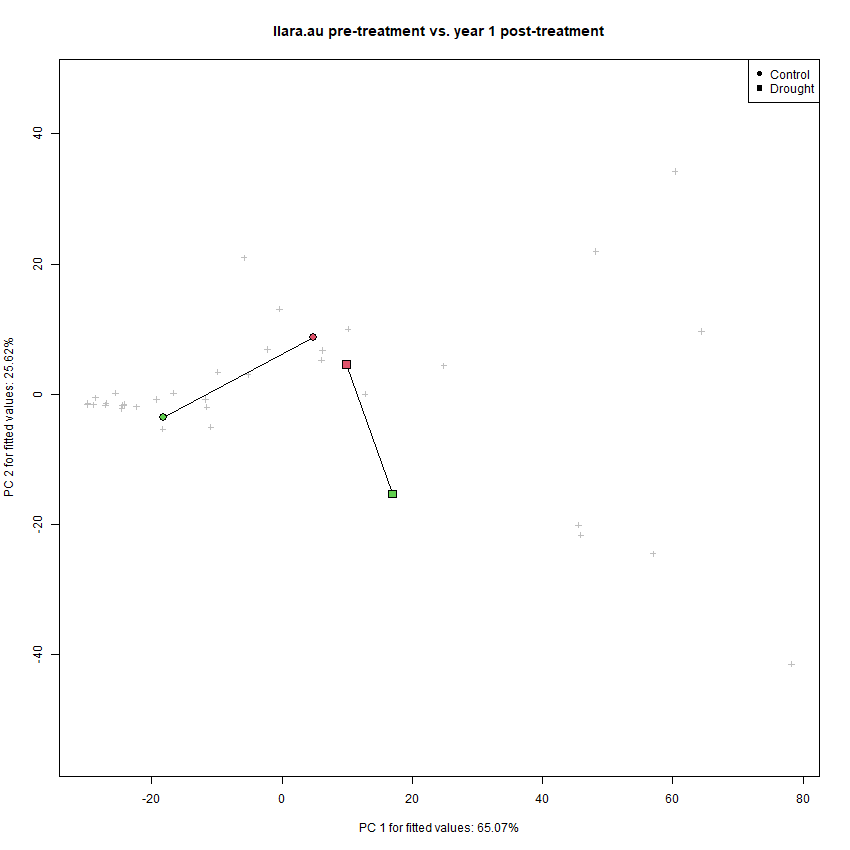 llara.au pre-treatment vs. year 1 post-treatment
Control
Drought
40
20
0
-20
-40
PC 2 for fitted values: 25.62%
-20
0
20
40
60
80
PC 1 for fitted values: 65.07%